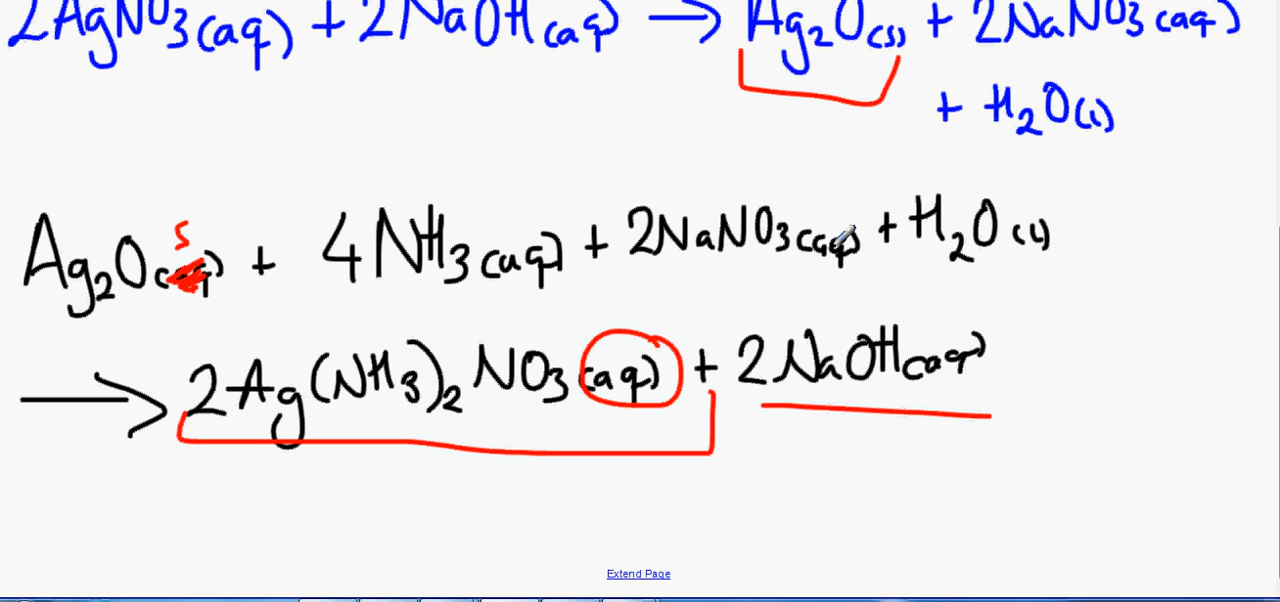 2AgNO3(aq) + 2NaOH(aq) → Ag2O(s) + 2NaNO3(aq)
+ H2O(l)
Ag2O(s) + 4NH3(aq) + 2NaNO3(aq) + H2O(l)
→ 2Ag(NH3)2NO3(aq) + 2NaOH(aq)
Extend Page